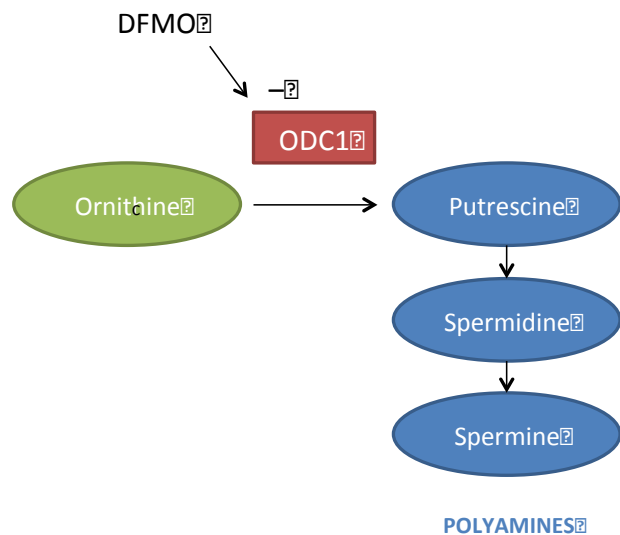 DFMO⍰
–⍰
ODC1⍰
Ornithine⍰
c
Putrescine⍰
Spermidine⍰
Spermine⍰
POLYAMINES⍰